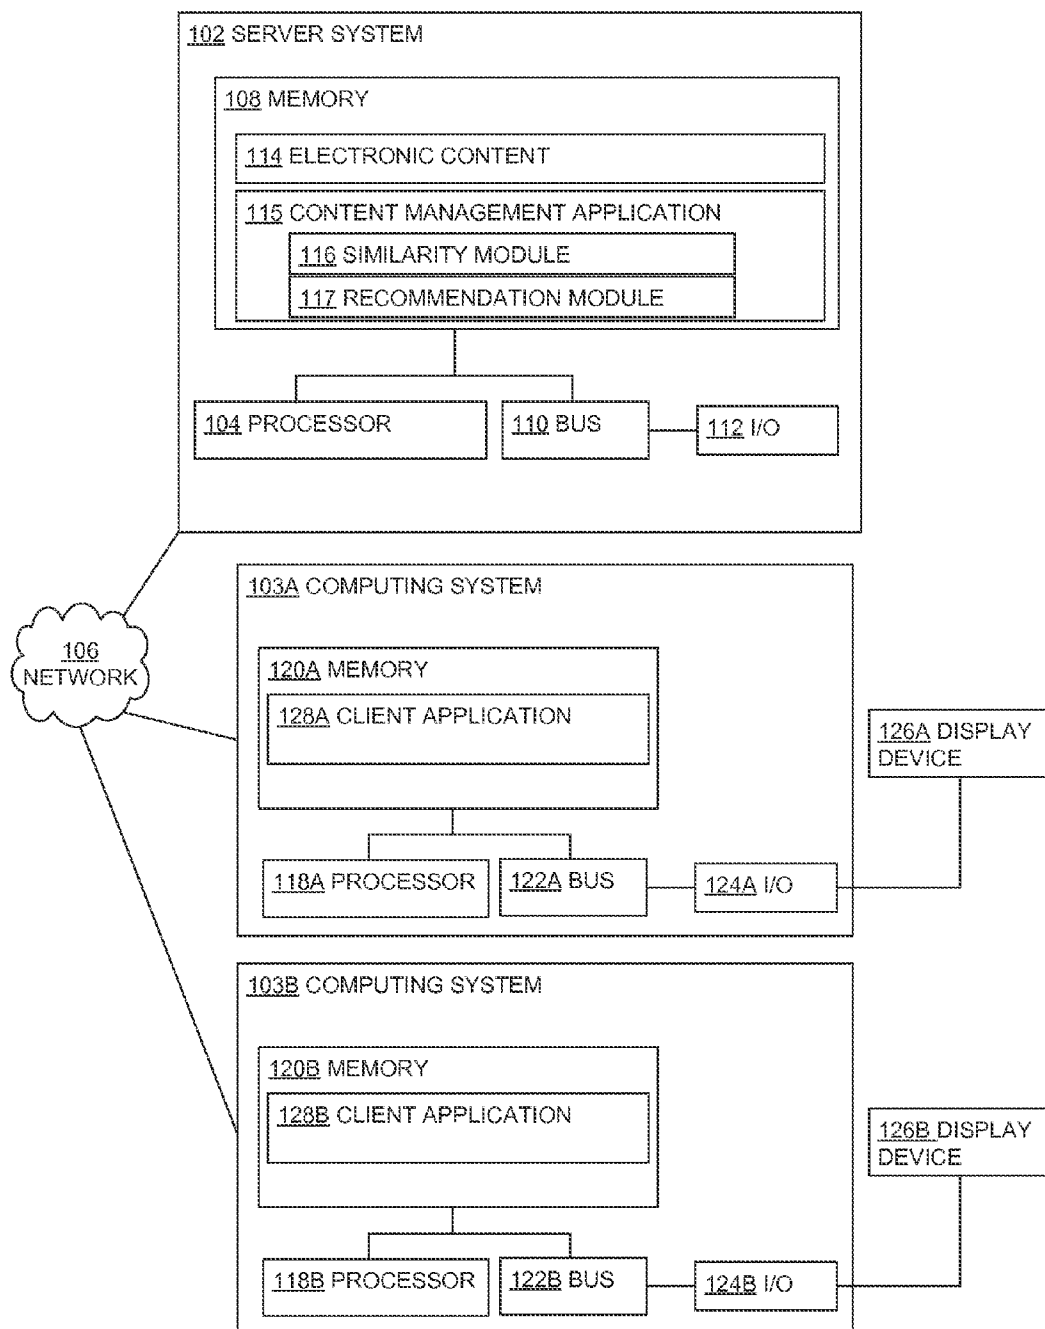 102 SERVER SYSTEM
108 MEMORY
114 ELECTRONIC CONTENT
115 CONTENT MANAGEMENT APPLICATION
116 SIMILARITY MODULE
117 RECOMMENDATION MODULE
104 PROCESSOR
110 BUS
112 I/O
106
NETWORK
103A COMPUTING SYSTEM
120A MEMORY
128A CLIENT APPLICATION
126A DISPLAY
DEVICE
118A PROCESSOR
122A BUS
124A I/O
103B COMPUTING SYSTEM
120B MEMORY
128B CLIENT APPLICATION
126B DISPLAY
DEVICE
118B PROCESSOR
122B BUS
124B I/O